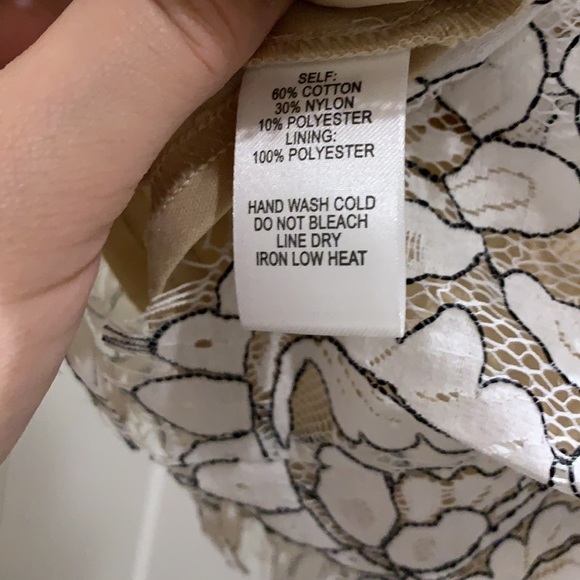 SELF:
60% COTTON
30% NYLON
10% POLYESTER
LINING:
100% POLYESTER
HAND WASH COLD
DO NOT BLEACH
LINE DRY
IRON LOW HEAT